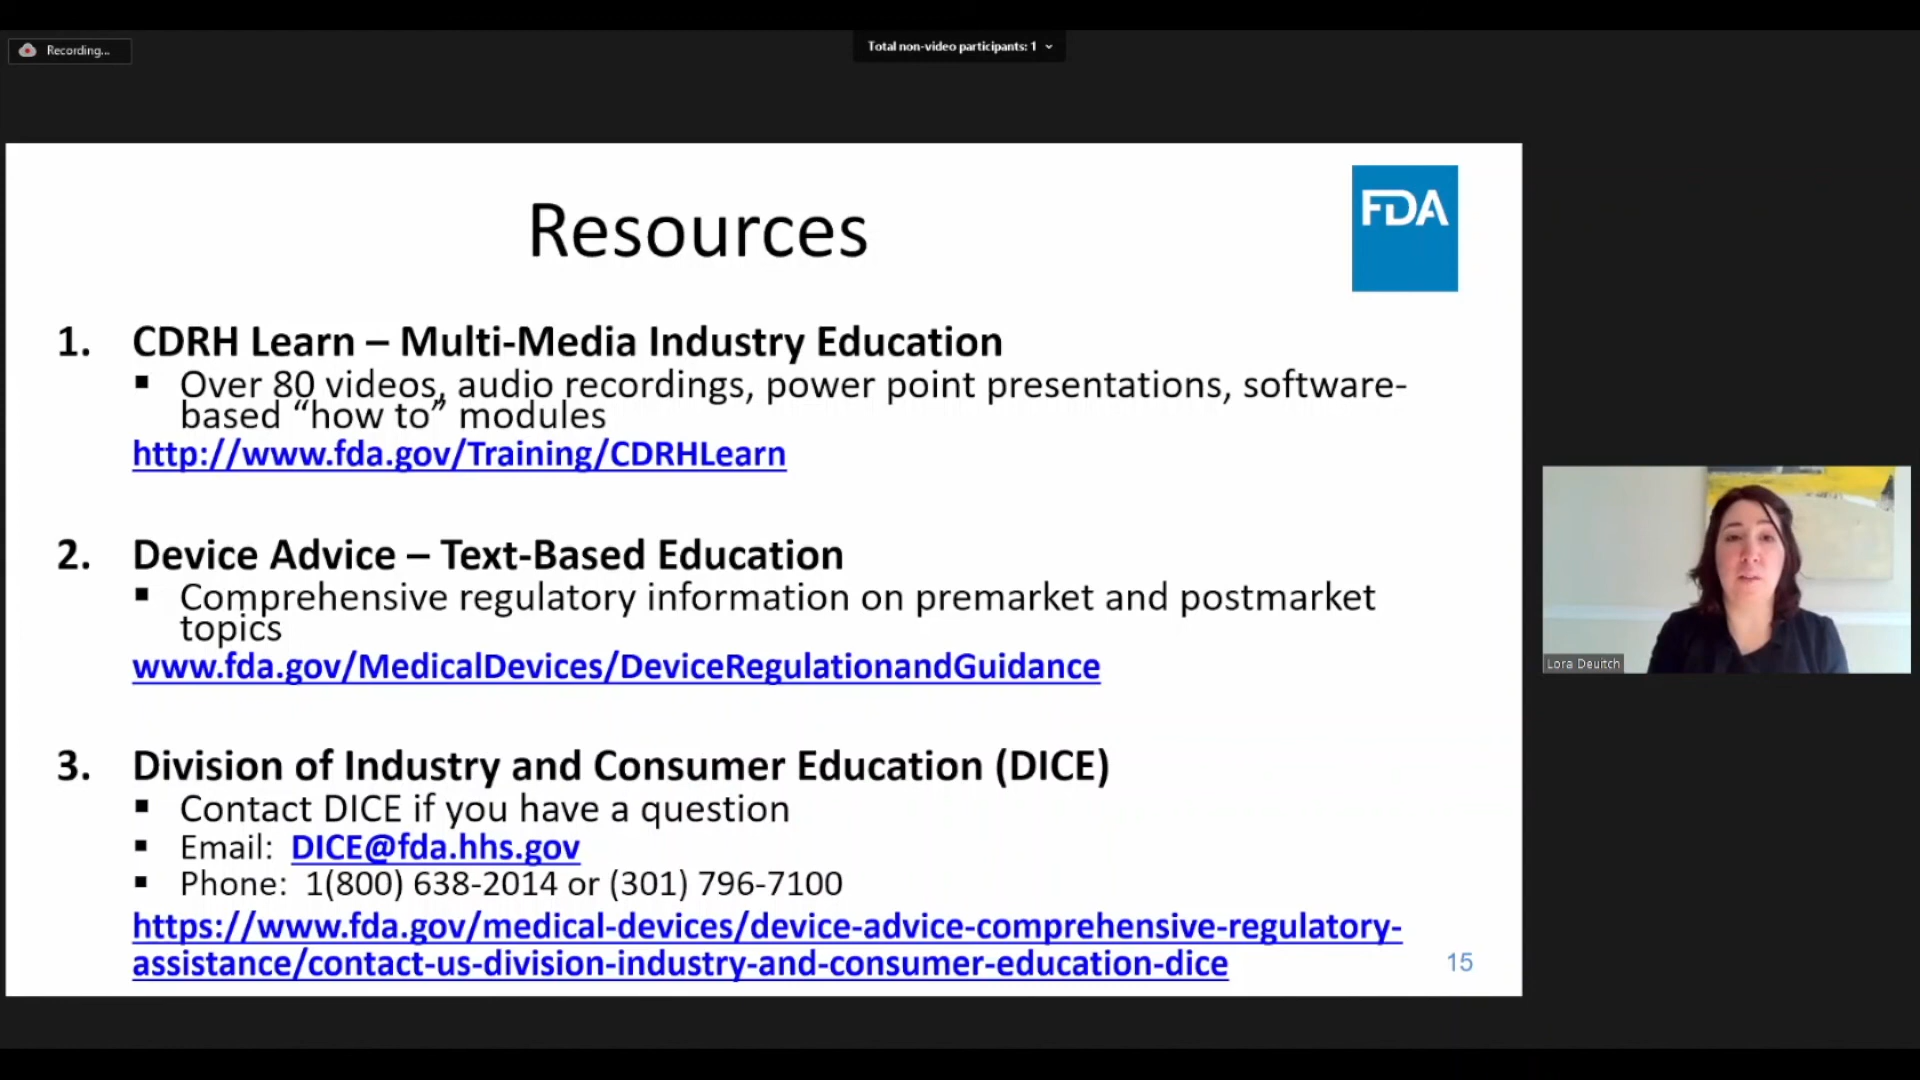 Recording...
Total non-video participants: 1
Resources
FDA
1. CDRH Learn – Multi-Media Industry Education
▪ Over 80 videos, audio recordings, power point presentations, software-
based “how to” modules
http://www.fda.gov/Training/CDRHLearn
2. Device Advice – Text-Based Education
▪ Comprehensive regulatory information on premarket and postmarket
topics
www.fda.gov/MedicalDevices/DeviceRegulationandGuidance
3. Division of Industry and Consumer Education (DICE)
▪ Contact DICE if you have a question
▪ Email: DICE@fda.hhs.gov
▪ Phone: 1(800) 638-2014 or (301) 796-7100
https://www.fda.gov/medical-devices/device-advice-comprehensive-regulatory-
assistance/contact-us-division-industry-and-consumer-education-dice
15
Lora Deuitch